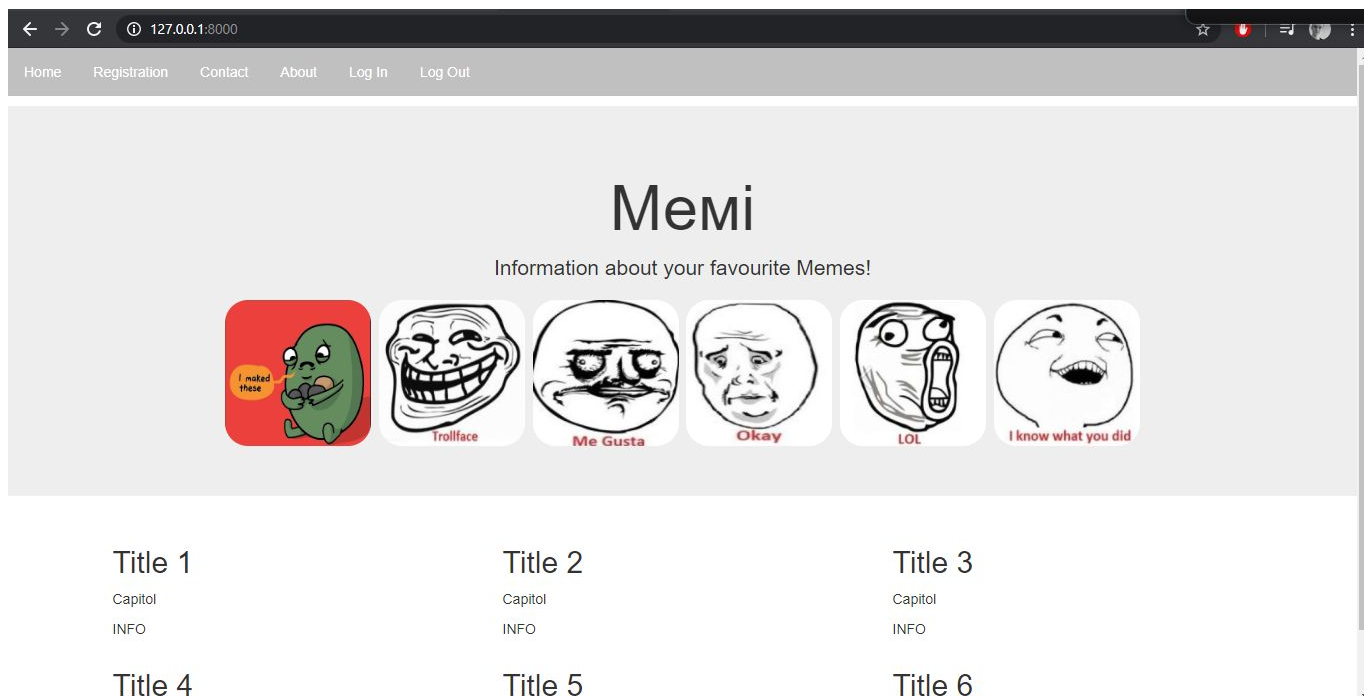 127.0.0.1:8000
Home Registration Contact About Log In Log Out
Мемі
Information about your favourite Memes!
I maked
these
Trollface
Me Gusta
Okay
LOL
I know what you did
Title 1 Title 2 Title 3
Capitol Capitol Capitol
INFO INFO INFO
Title 4 Title 5 Title 6